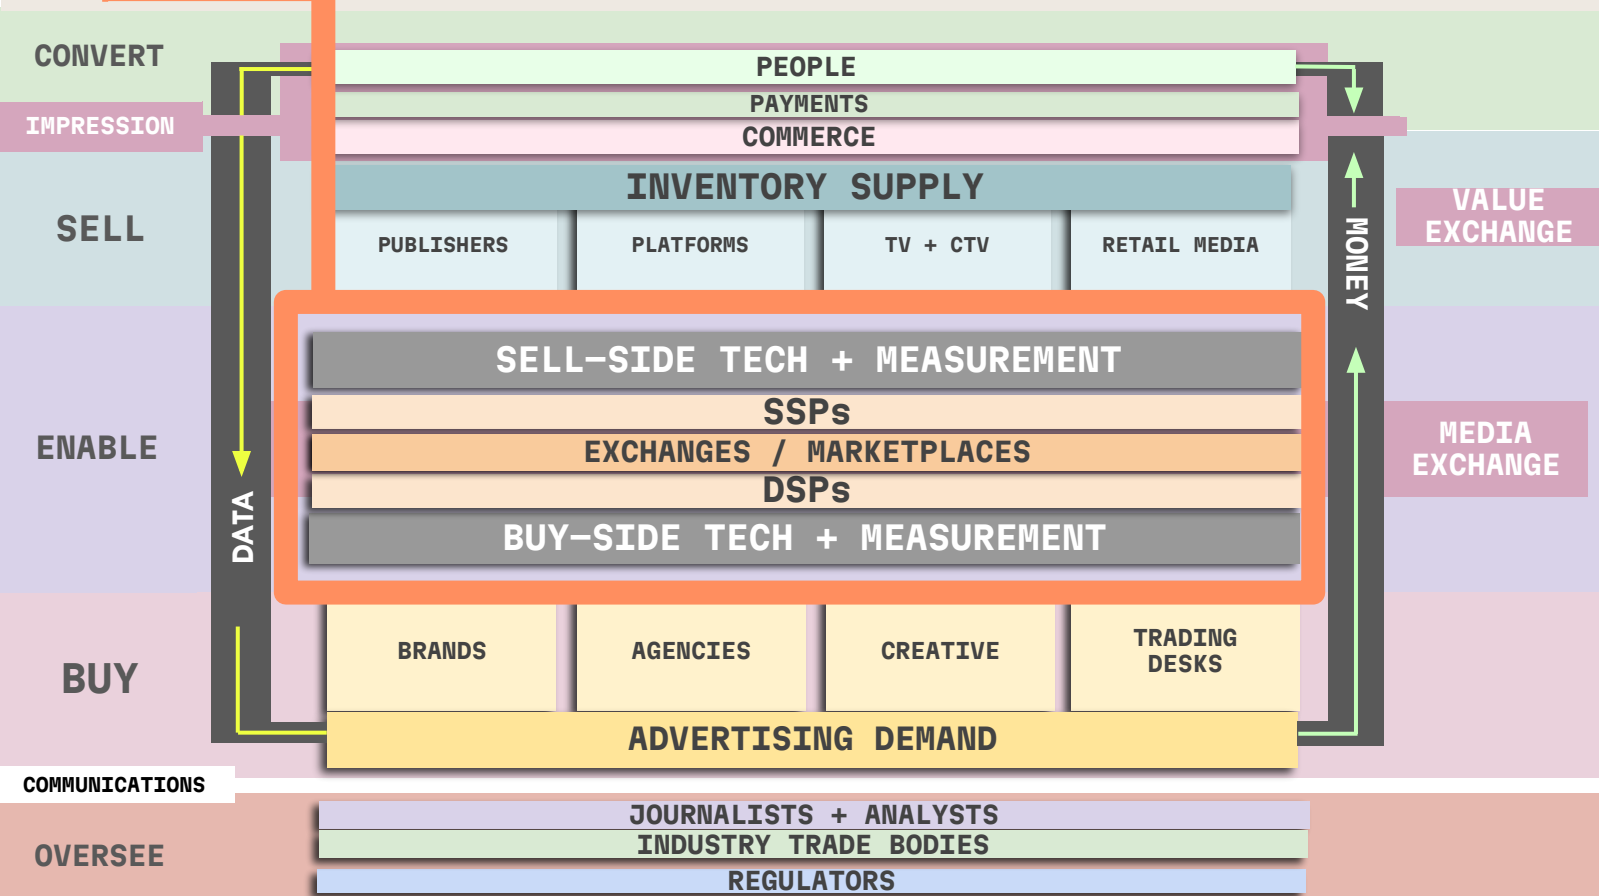 CONVERT
PEOPLE
PAYMENTS
IMPRESSION
COMMERCE
INVENTORY SUPPLY
SELL
PUBLISHERS
PLATFORMS
TV + CTV
RETAIL MEDIA
VALUE
EXCHANGE
MONEY
SELL-SIDE TECH + MEASUREMENT
SSPs
ENABLE
EXCHANGES / MARKETPLACES
DSPs
BUY-SIDE TECH + MEASUREMENT
MEDIA
EXCHANGE
DATA
BUY
BRANDS
AGENCIES
CREATIVE
TRADING
DESKS
ADVERTISING DEMAND
COMMUNICATIONS
JOURNALISTS + ANALYSTS
OVERSEE
INDUSTRY TRADE BODIES
REGULATORS